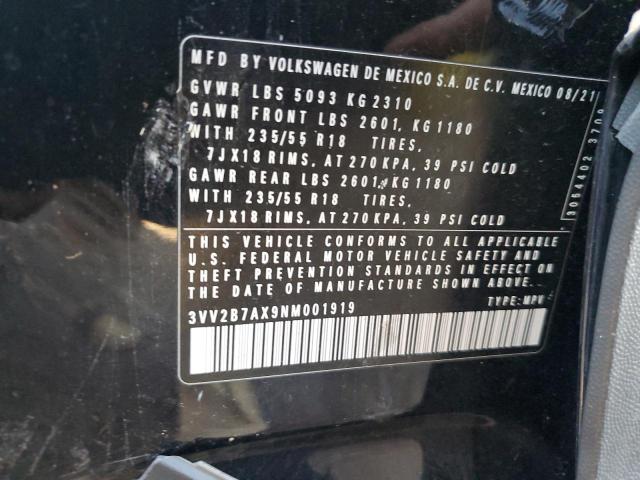 MFD BY VOLKSWAGEN DE MEXICO S.A. DE C.V. MEXICO 08/21
GVWR LBS 5093 KG 2310
GAWR FRONT LBS 2601, KG 1180
WITH 235/55 R18 TIRES,
7JX18 RIMS, AT 270 KPA, 39 PSI COLD
GAWR REAR LBS 2601, KG 1180
WITH 235/55 R18 TIRES,
7JX18 RIMS, AT 270 KPA, 39 PSI COLD
THIS VEHICLE CONFORMS TO ALL APPLICABLE
U.S. FEDERAL MOTOR VEHICLE SAFETY AND
THEFT PREVENTION STANDARDS IN EFFECT ON
THE DATE OF MANUFACTURE SHOWN ABOVE.
3VV2B7AX9NM001919
TYPE: MPV
3054402 3700